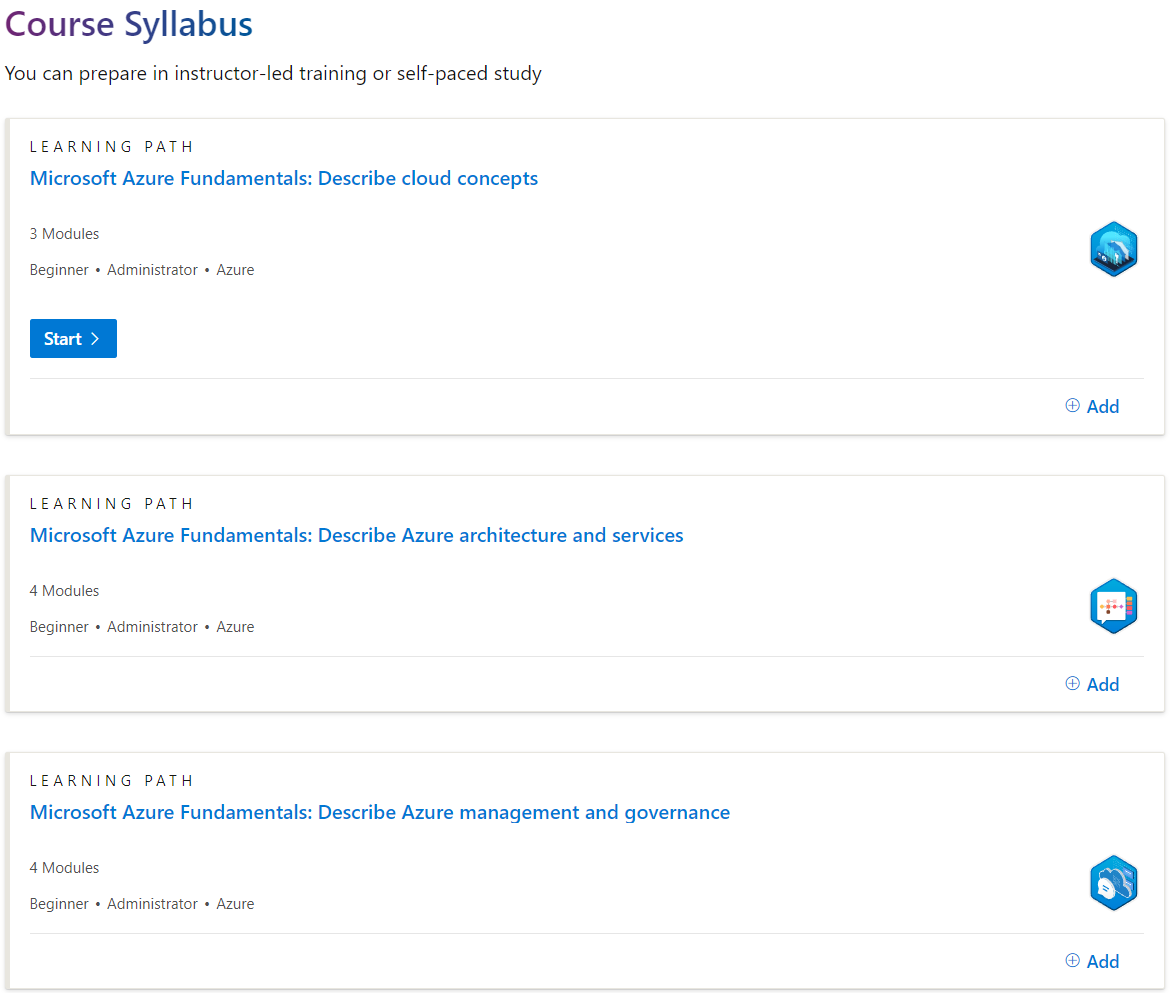 Course Syllabus
You can prepare in instructor-led training or self-paced study
LEARNING PATH
Microsoft Azure Fundamentals: Describe cloud concepts
3 Modules
Beginner • Administrator • Azure
Start >
Add
LEARNING PATH
Microsoft Azure Fundamentals: Describe Azure architecture and services
4 Modules
Beginner • Administrator • Azure
Add
LEARNING PATH
Microsoft Azure Fundamentals: Describe Azure management and governance
4 Modules
Beginner • Administrator • Azure
Add